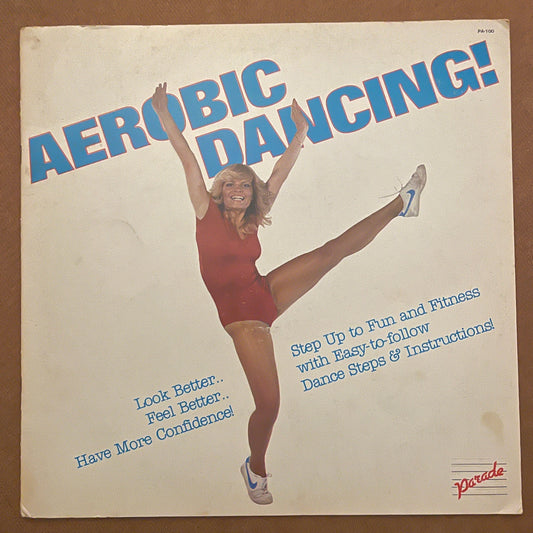 PA-100
AEROBIC
DANCING!
Step Up to Fun and Fitness
with Easy-to-follow
Dance Steps & Instructions!
Look Better..
Feel Better..
Have More Confidence!
Parade